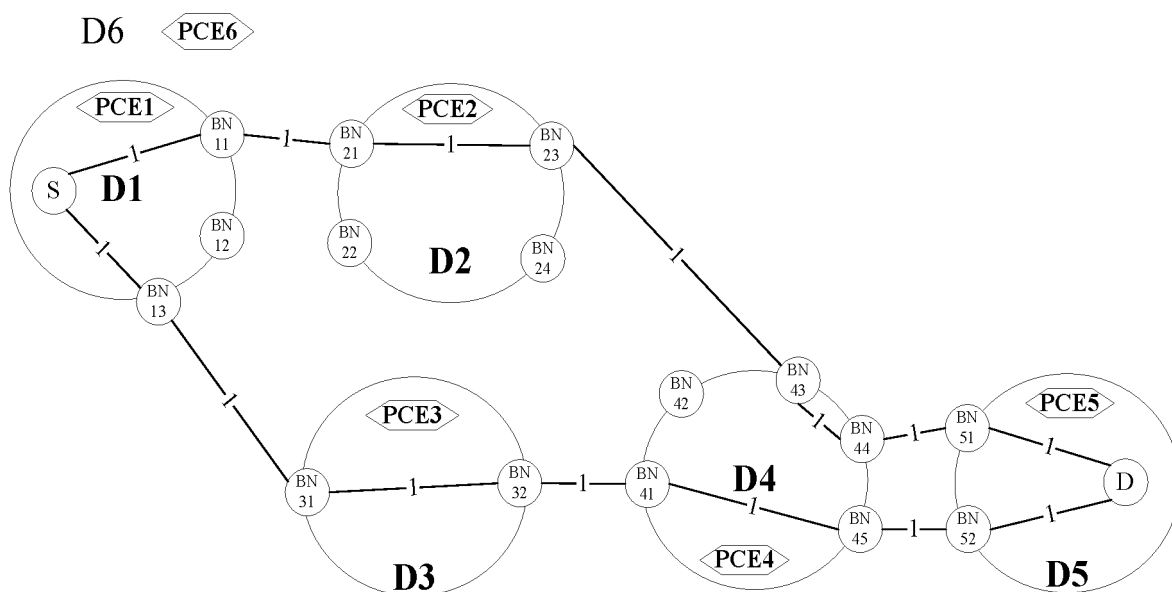 D6 PCE6
PCE1
PCE2
BN
11
1
1
BN
21
1
BN
23
S
D1
BN
12
BN
22
D2
BN
24
1
1
BN
13
1
BN
42
BN
43
PCE3
PCE5
1
BN
44
1
BN
51
1
BN
31
1
BN
32
1
BN
41
D4
D
1
BN
45
1
BN
52
1
PCE4
D3
D5